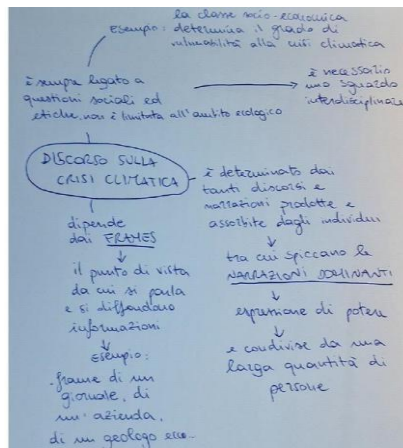 esempio: la classe socio-economica
determina il grado di
vulnerabilità alla crisi climatica
è sempre legato a
questioni sociali ed
etiche, non è limitata all'ambito ecologico
è necessario
uno sguardo
interdisciplinare
DISCORSO SULLA
CRISI CLIMATICA
dipende
dai FRAMES
il punto di vista
da cui si parla
e si diffondono
informazioni
esempio:
frame di un
giornale, di
un'azienda,
di un geologo ecc.
è determinato dai
tanti discorsi e
narrazioni prodotte e
assorbite dagli individui
tra cui spiccano le
NARRAZIONI DOMINANTI
espressione di potere
e condivise da una
larga quantità di
persone